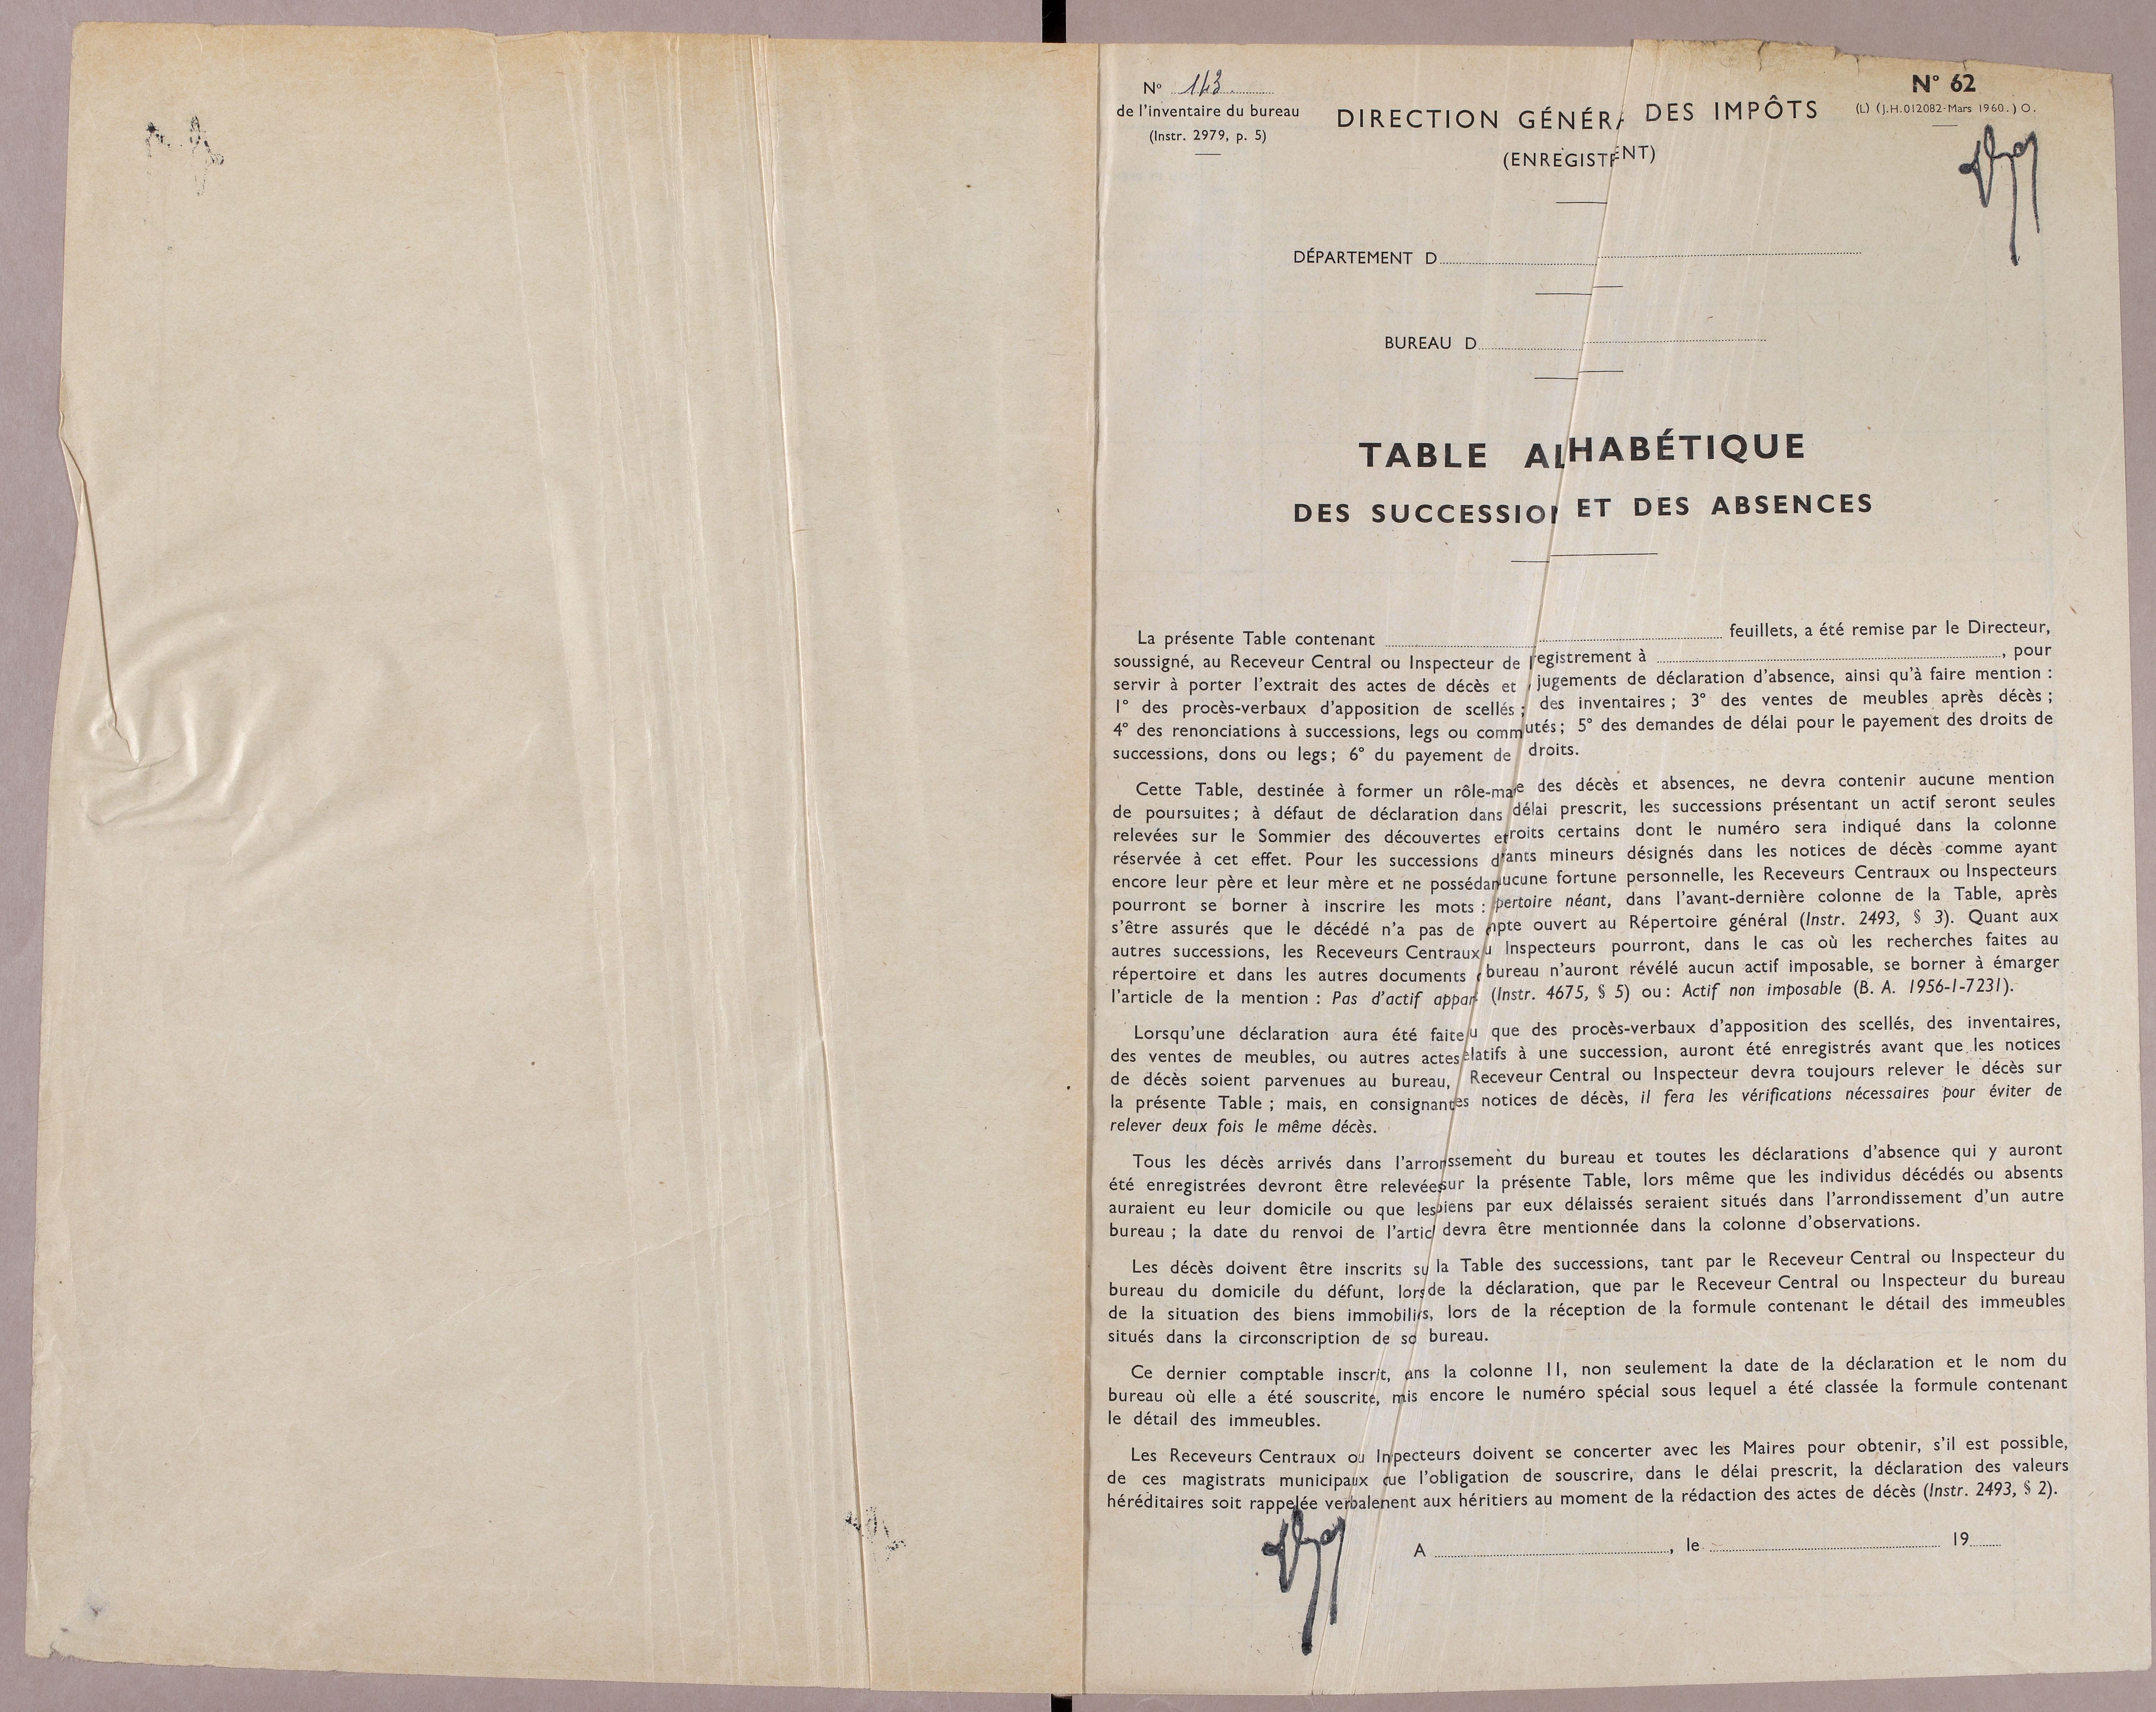 N° 143
de l'inventaire du bureau
(Instr. 2979, p. 5)
N° 62
(L) (J.H.012082-Mars 1960.) O.
DIRECTION GÉNÉRA DES IMPÔTS
(ENREGISTRENT)
DÉPARTEMENT D
BUREAU D
TABLE ALHABÉTIQUE
DES SUCCESSION ET DES ABSENCES
La présente Table contenant feuillets, a été remise par le Directeur,
soussigné, au Receveur Central ou Inspecteur de registrement à , pour
servir à porter l'extrait des actes de décès et jugements de déclaration d'absence, ainsi qu'à faire mention :
1° des procès-verbaux d'apposition de scellés ; des inventaires ; 3° des ventes de meubles après décès ;
4° des renonciations à successions, legs ou commutés ; 5° des demandes de délai pour le payement des droits de
successions, dons ou legs ; 6° du payement de droits.
Cette Table, destinée à former un rôle-mare des décès et absences, ne devra contenir aucune mention
de poursuites ; à défaut de déclaration dans délai prescrit, les successions présentant un actif seront seules
relevées sur le Sommier des découvertes et roits certains dont le numéro sera indiqué dans la colonne
réservée à cet effet. Pour les successions d'ants mineurs désignés dans les notices de décès comme ayant
encore leur père et leur mère et ne possédanucune fortune personnelle, les Receveurs Centraux ou Inspecteurs
pourront se borner à inscrire les mots : pertoire néant, dans l'avant-dernière colonne de la Table, après
s'être assurés que le décédé n'a pas de mpte ouvert au Répertoire général (Instr. 2493, § 3). Quant aux
autres successions, les Receveurs Centraux u Inspecteurs pourront, dans le cas où les recherches faites au
répertoire et dans les autres documents bureau n'auront révélé aucun actif imposable, se borner à émarger
l'article de la mention : Pas d'actif appar (Instr. 4675, § 5) ou : Actif non imposable (B. A. 1956-I-7231).
Lorsqu'une déclaration aura été faite u que des procès-verbaux d'apposition des scellés, des inventaires,
des ventes de meubles, ou autres actes elatifs à une succession, auront été enregistrés avant que les notices
de décès soient parvenues au bureau, Receveur Central ou Inspecteur devra toujours relever le décès sur
la présente Table ; mais, en consignant es notices de décès, il fera les vérifications nécessaires pour éviter de
relever deux fois le même décès.
Tous les décès arrivés dans l'arronssement du bureau et toutes les déclarations d'absence qui y auront
été enregistrées devront être relevées sur la présente Table, lors même que les individus décédés ou absents
auraient eu leur domicile ou que les biens par eux délaissés seraient situés dans l'arrondissement d'un autre
bureau ; la date du renvoi de l'articl devra être mentionnée dans la colonne d'observations.
Les décès doivent être inscrits su la Table des successions, tant par le Receveur Central ou Inspecteur du
bureau du domicile du défunt, lors de la déclaration, que par le Receveur Central ou Inspecteur du bureau
de la situation des biens immobilirs, lors de la réception de la formule contenant le détail des immeubles
situés dans la circonscription de so bureau.
Ce dernier comptable inscrit, ans la colonne 11, non seulement la date de la déclaration et le nom du
bureau où elle a été souscrite, mis encore le numéro spécial sous lequel a été classée la formule contenant
le détail des immeubles.
Les Receveurs Centraux ou Inpecteurs doivent se concerter avec les Maires pour obtenir, s'il est possible,
de ces magistrats municipaux que l'obligation de souscrire, dans le délai prescrit, la déclaration des valeurs
héréditaires soit rappelée verbalement aux héritiers au moment de la rédaction des actes de décès (Instr. 2493, § 2).
A , le 19